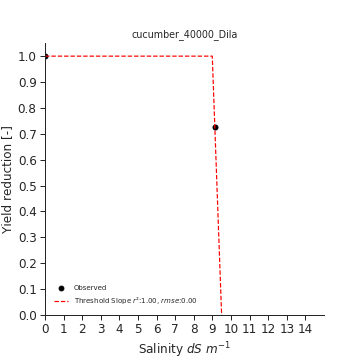 cucumber_40000_Dila
1.0
0.9
0.8
0.7
0.6
0.5
0.4
0.3
0.2
0.1
0.0
Yield reduction [-]
Observed
Threshold Slope r²:1.00, rmse:0.00
0 1 2 3 4 5 6 7 8 9 10 11 12 13 14
Salinity dS m⁻¹